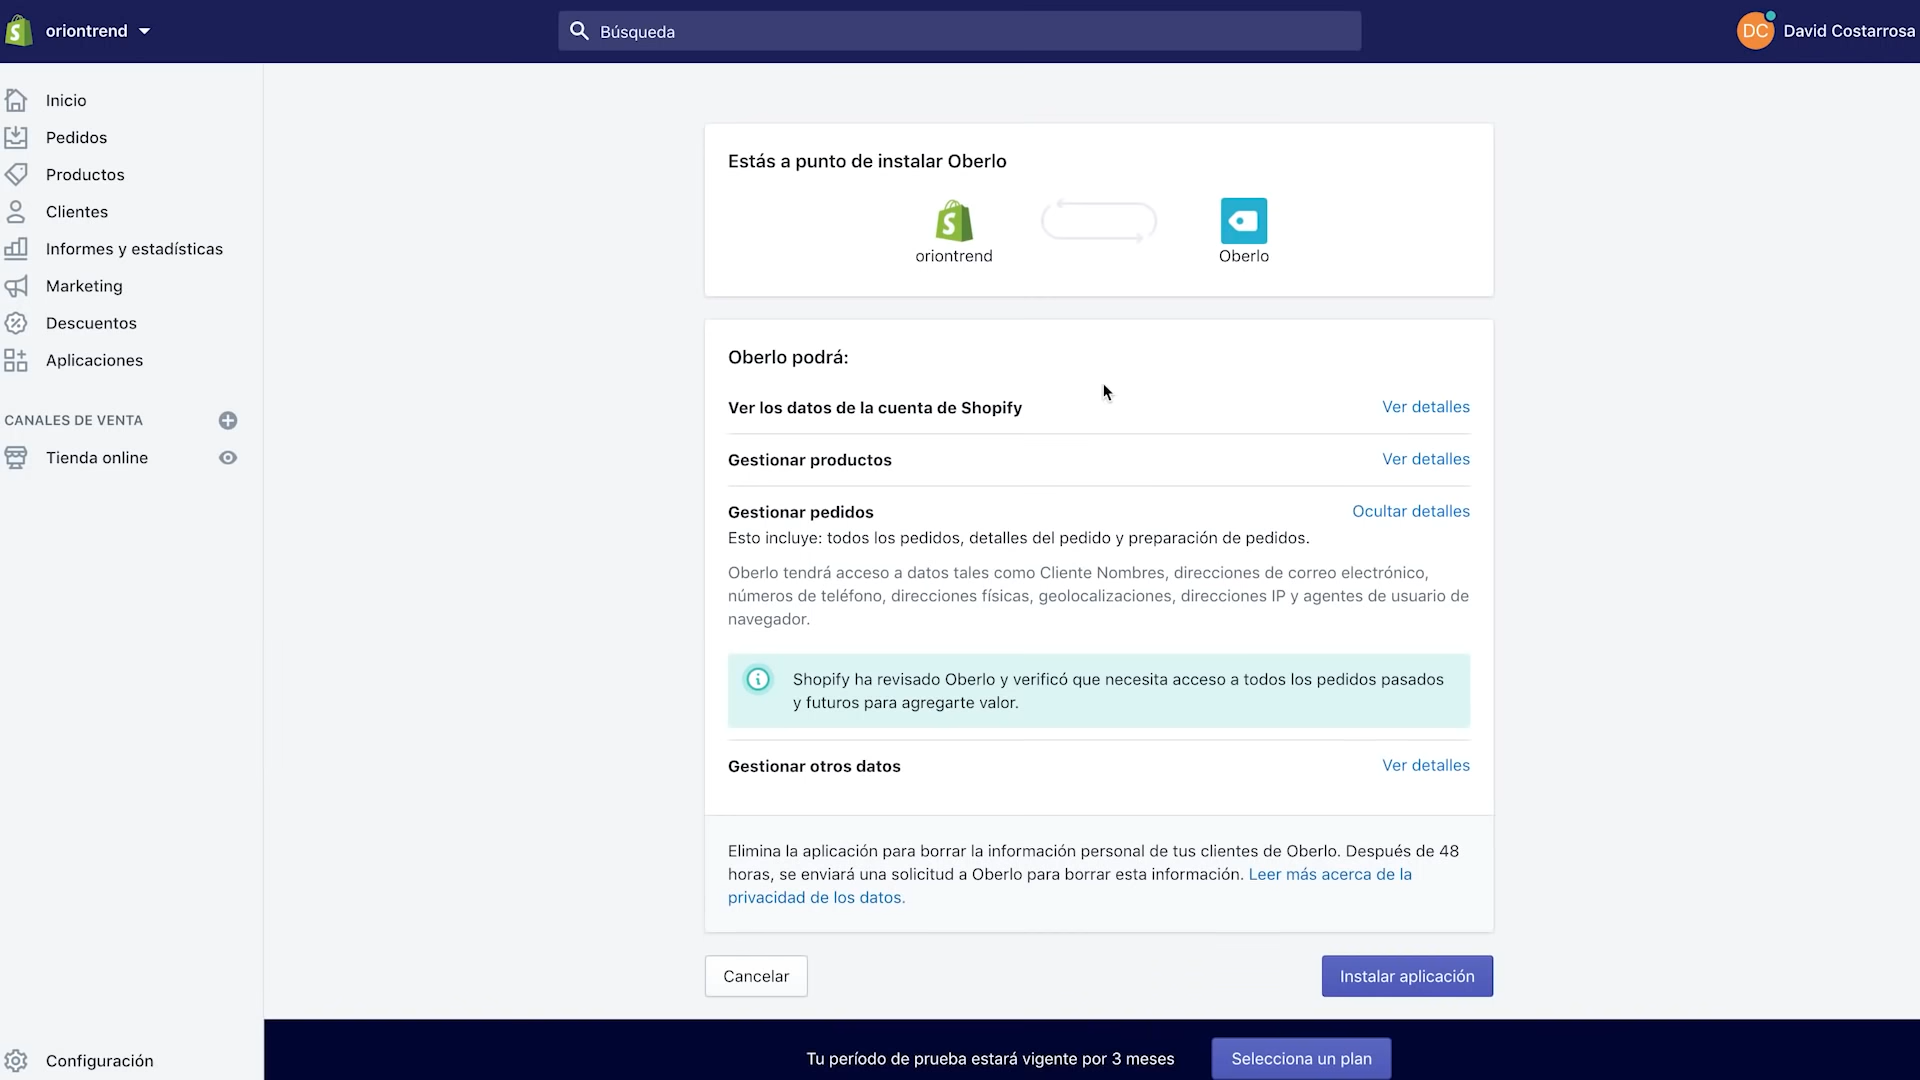 oriontrend
Búsqueda
DC
David Costarrosa
Inicio
Pedidos
Productos
Clientes
Informes y estadísticas
Marketing
Descuentos
Aplicaciones
CANALES DE VENTA
Tienda online
Configuración
Estás a punto de instalar Oberlo
oriontrend
Oberlo
Oberlo podrá:
Ver los datos de la cuenta de Shopify
Ver detalles
Gestionar productos
Ver detalles
Gestionar pedidos
Ocultar detalles
Esto incluye: todos los pedidos, detalles del pedido y preparación de pedidos.
Oberlo tendrá acceso a datos tales como Cliente Nombres, direcciones de correo electrónico,
números de teléfono, direcciones físicas, geolocalizaciones, direcciones IP y agentes de usuario de
navegador.
Shopify ha revisado Oberlo y verificó que necesita acceso a todos los pedidos pasados
y futuros para agregarte valor.
Gestionar otros datos
Ver detalles
Elimina la aplicación para borrar la información personal de tus clientes de Oberlo. Después de 48
horas, se enviará una solicitud a Oberlo para borrar esta información. Leer más acerca de la
privacidad de los datos.
Cancelar
Instalar aplicación
Tu período de prueba estará vigente por 3 meses
Selecciona un plan